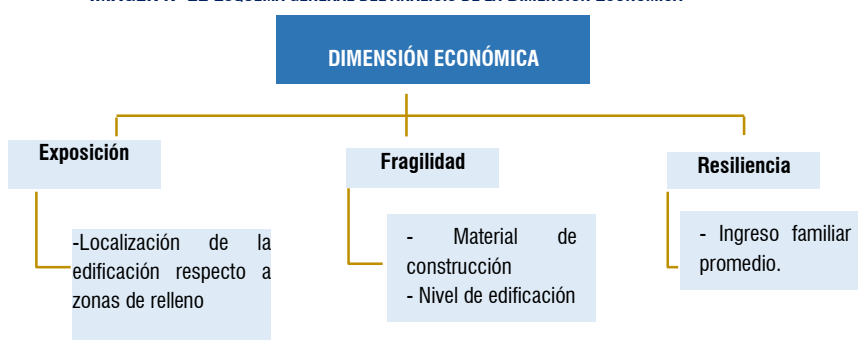 DIMENSIÓN ECONÓMICA
Exposición
-Localización de la
edificación respecto a
zonas de relleno
Fragilidad
- Material de
construcción
- Nivel de edificación
Resiliencia
- Ingreso familiar
promedio.